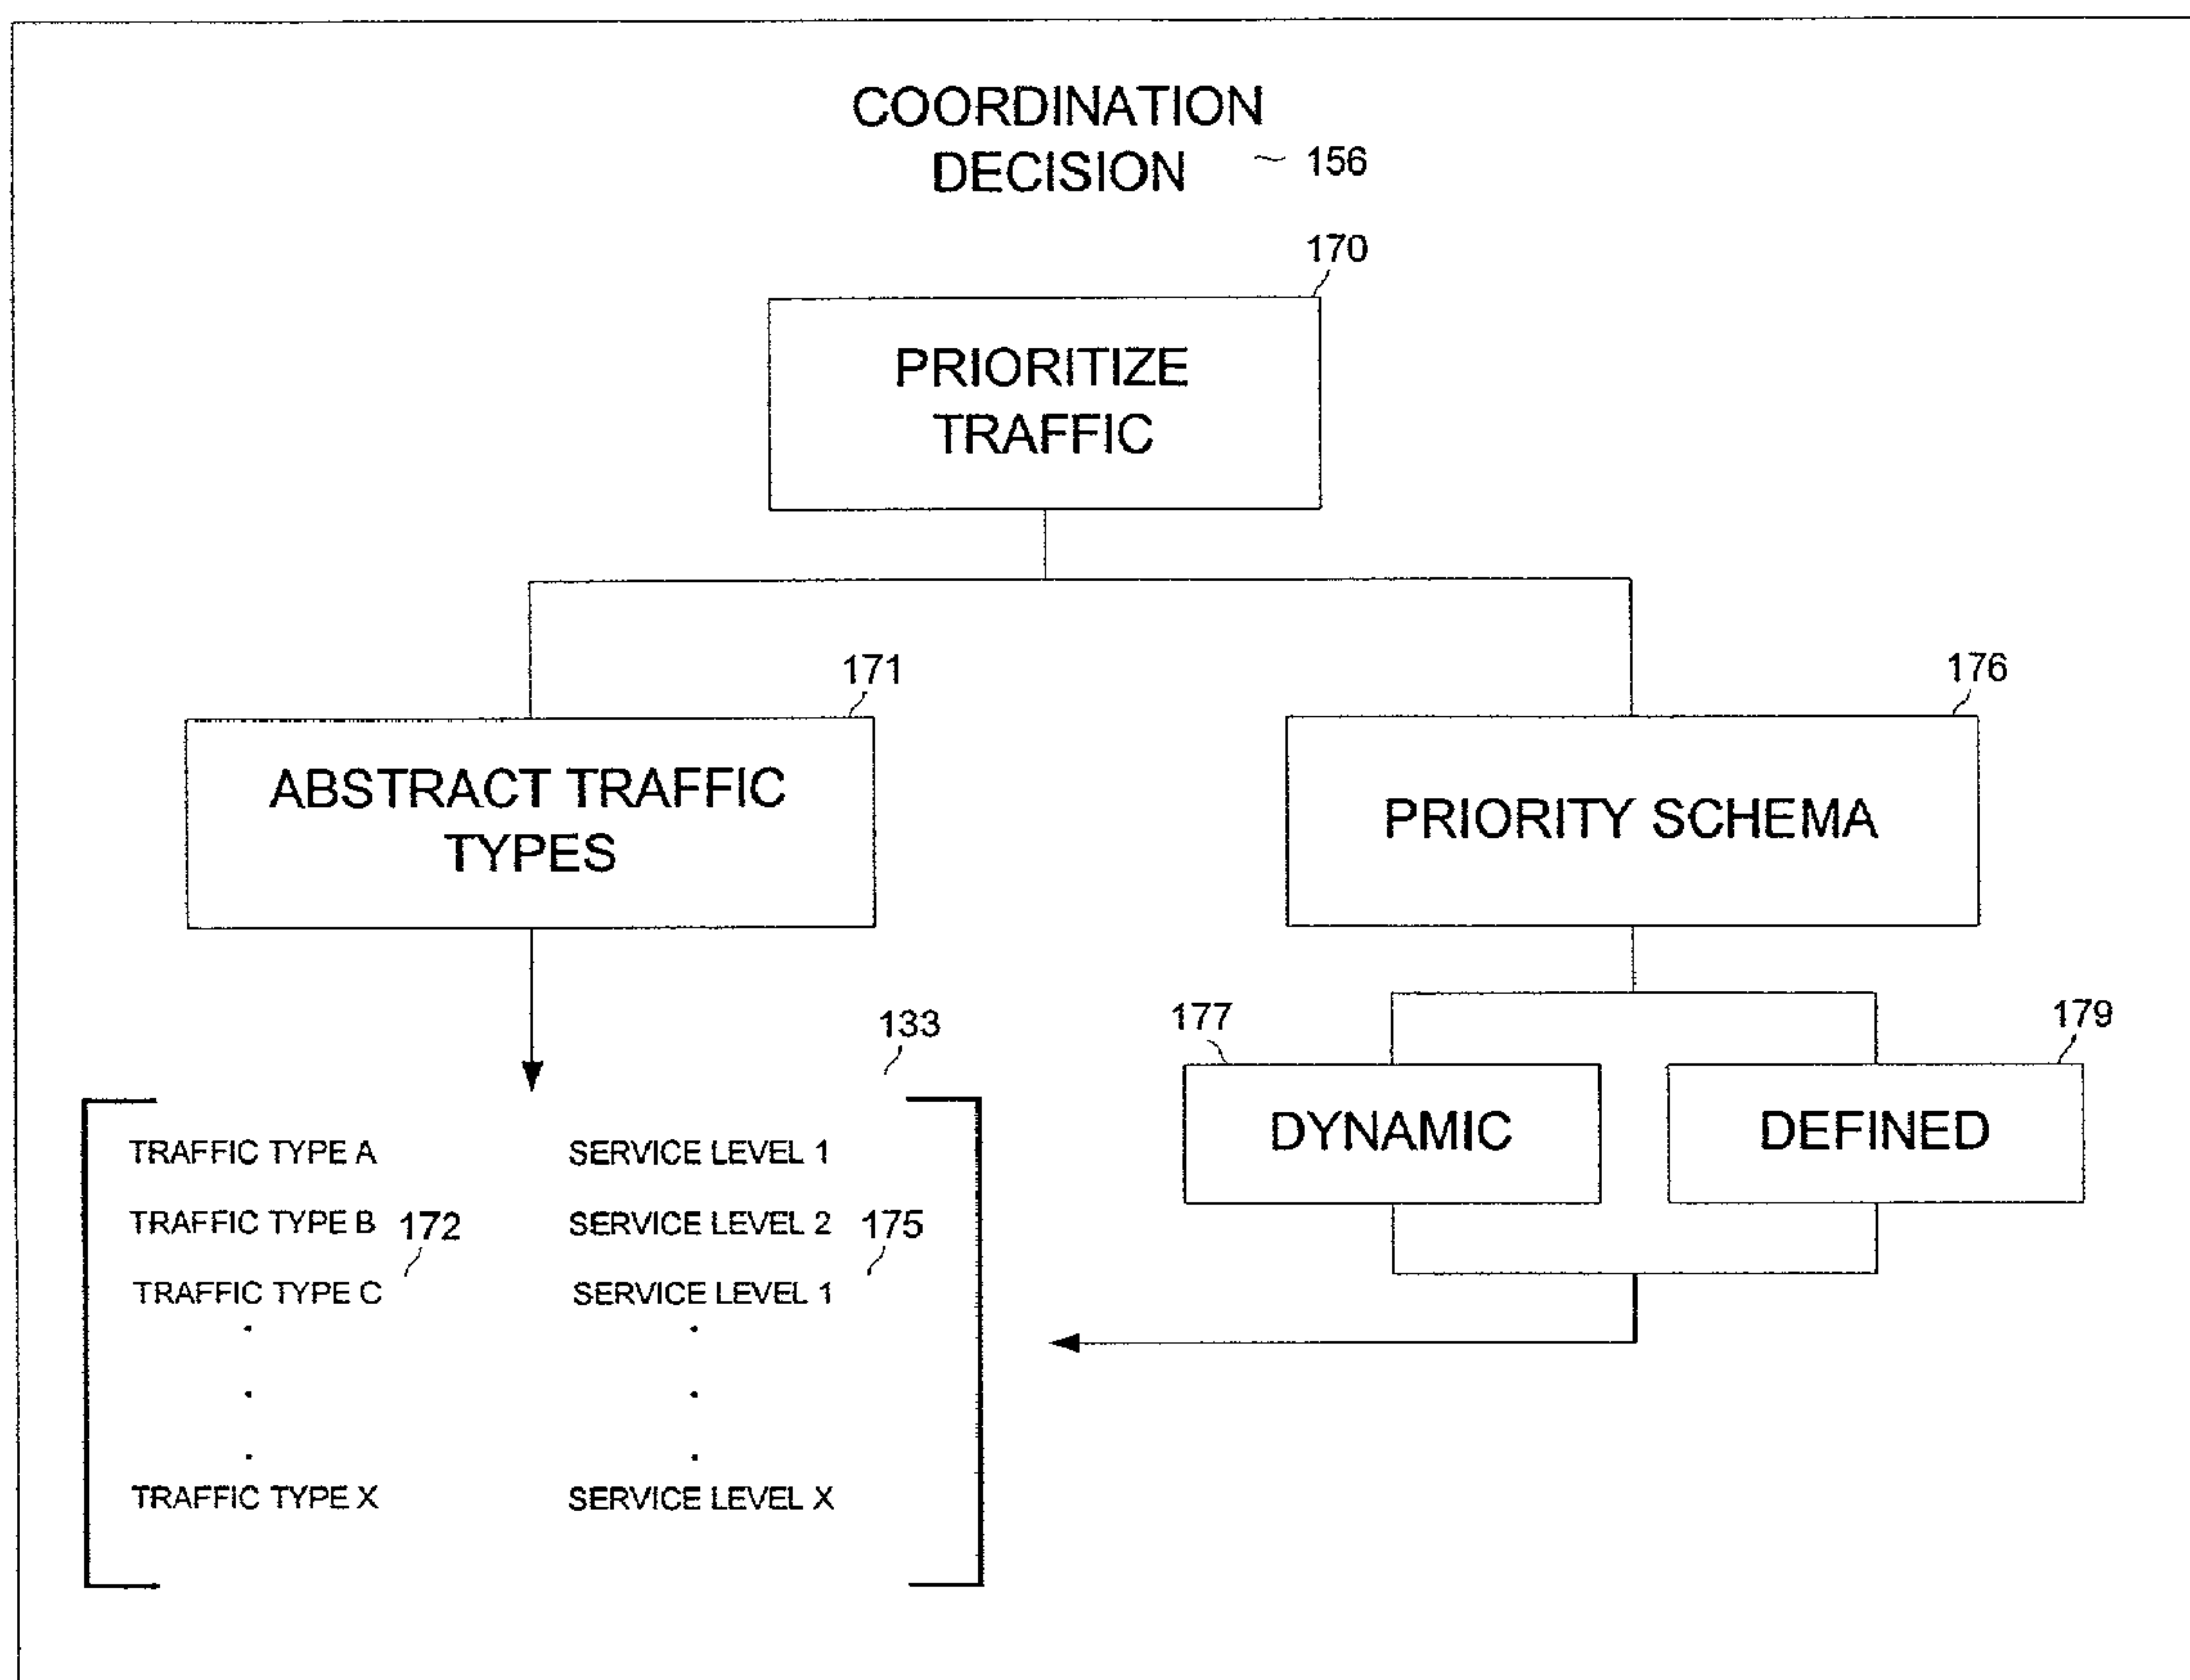 COORDINATION
DECISION ~ 156
170
PRIORITIZE
TRAFFIC
171
176
ABSTRACT TRAFFIC
TYPES
PRIORITY SCHEMA
133
177
179
DYNAMIC
DEFINED
TRAFFIC TYPE A SERVICE LEVEL 1
TRAFFIC TYPE B 172 SERVICE LEVEL 2 175
TRAFFIC TYPE C SERVICE LEVEL 1
TRAFFIC TYPE X SERVICE LEVEL X